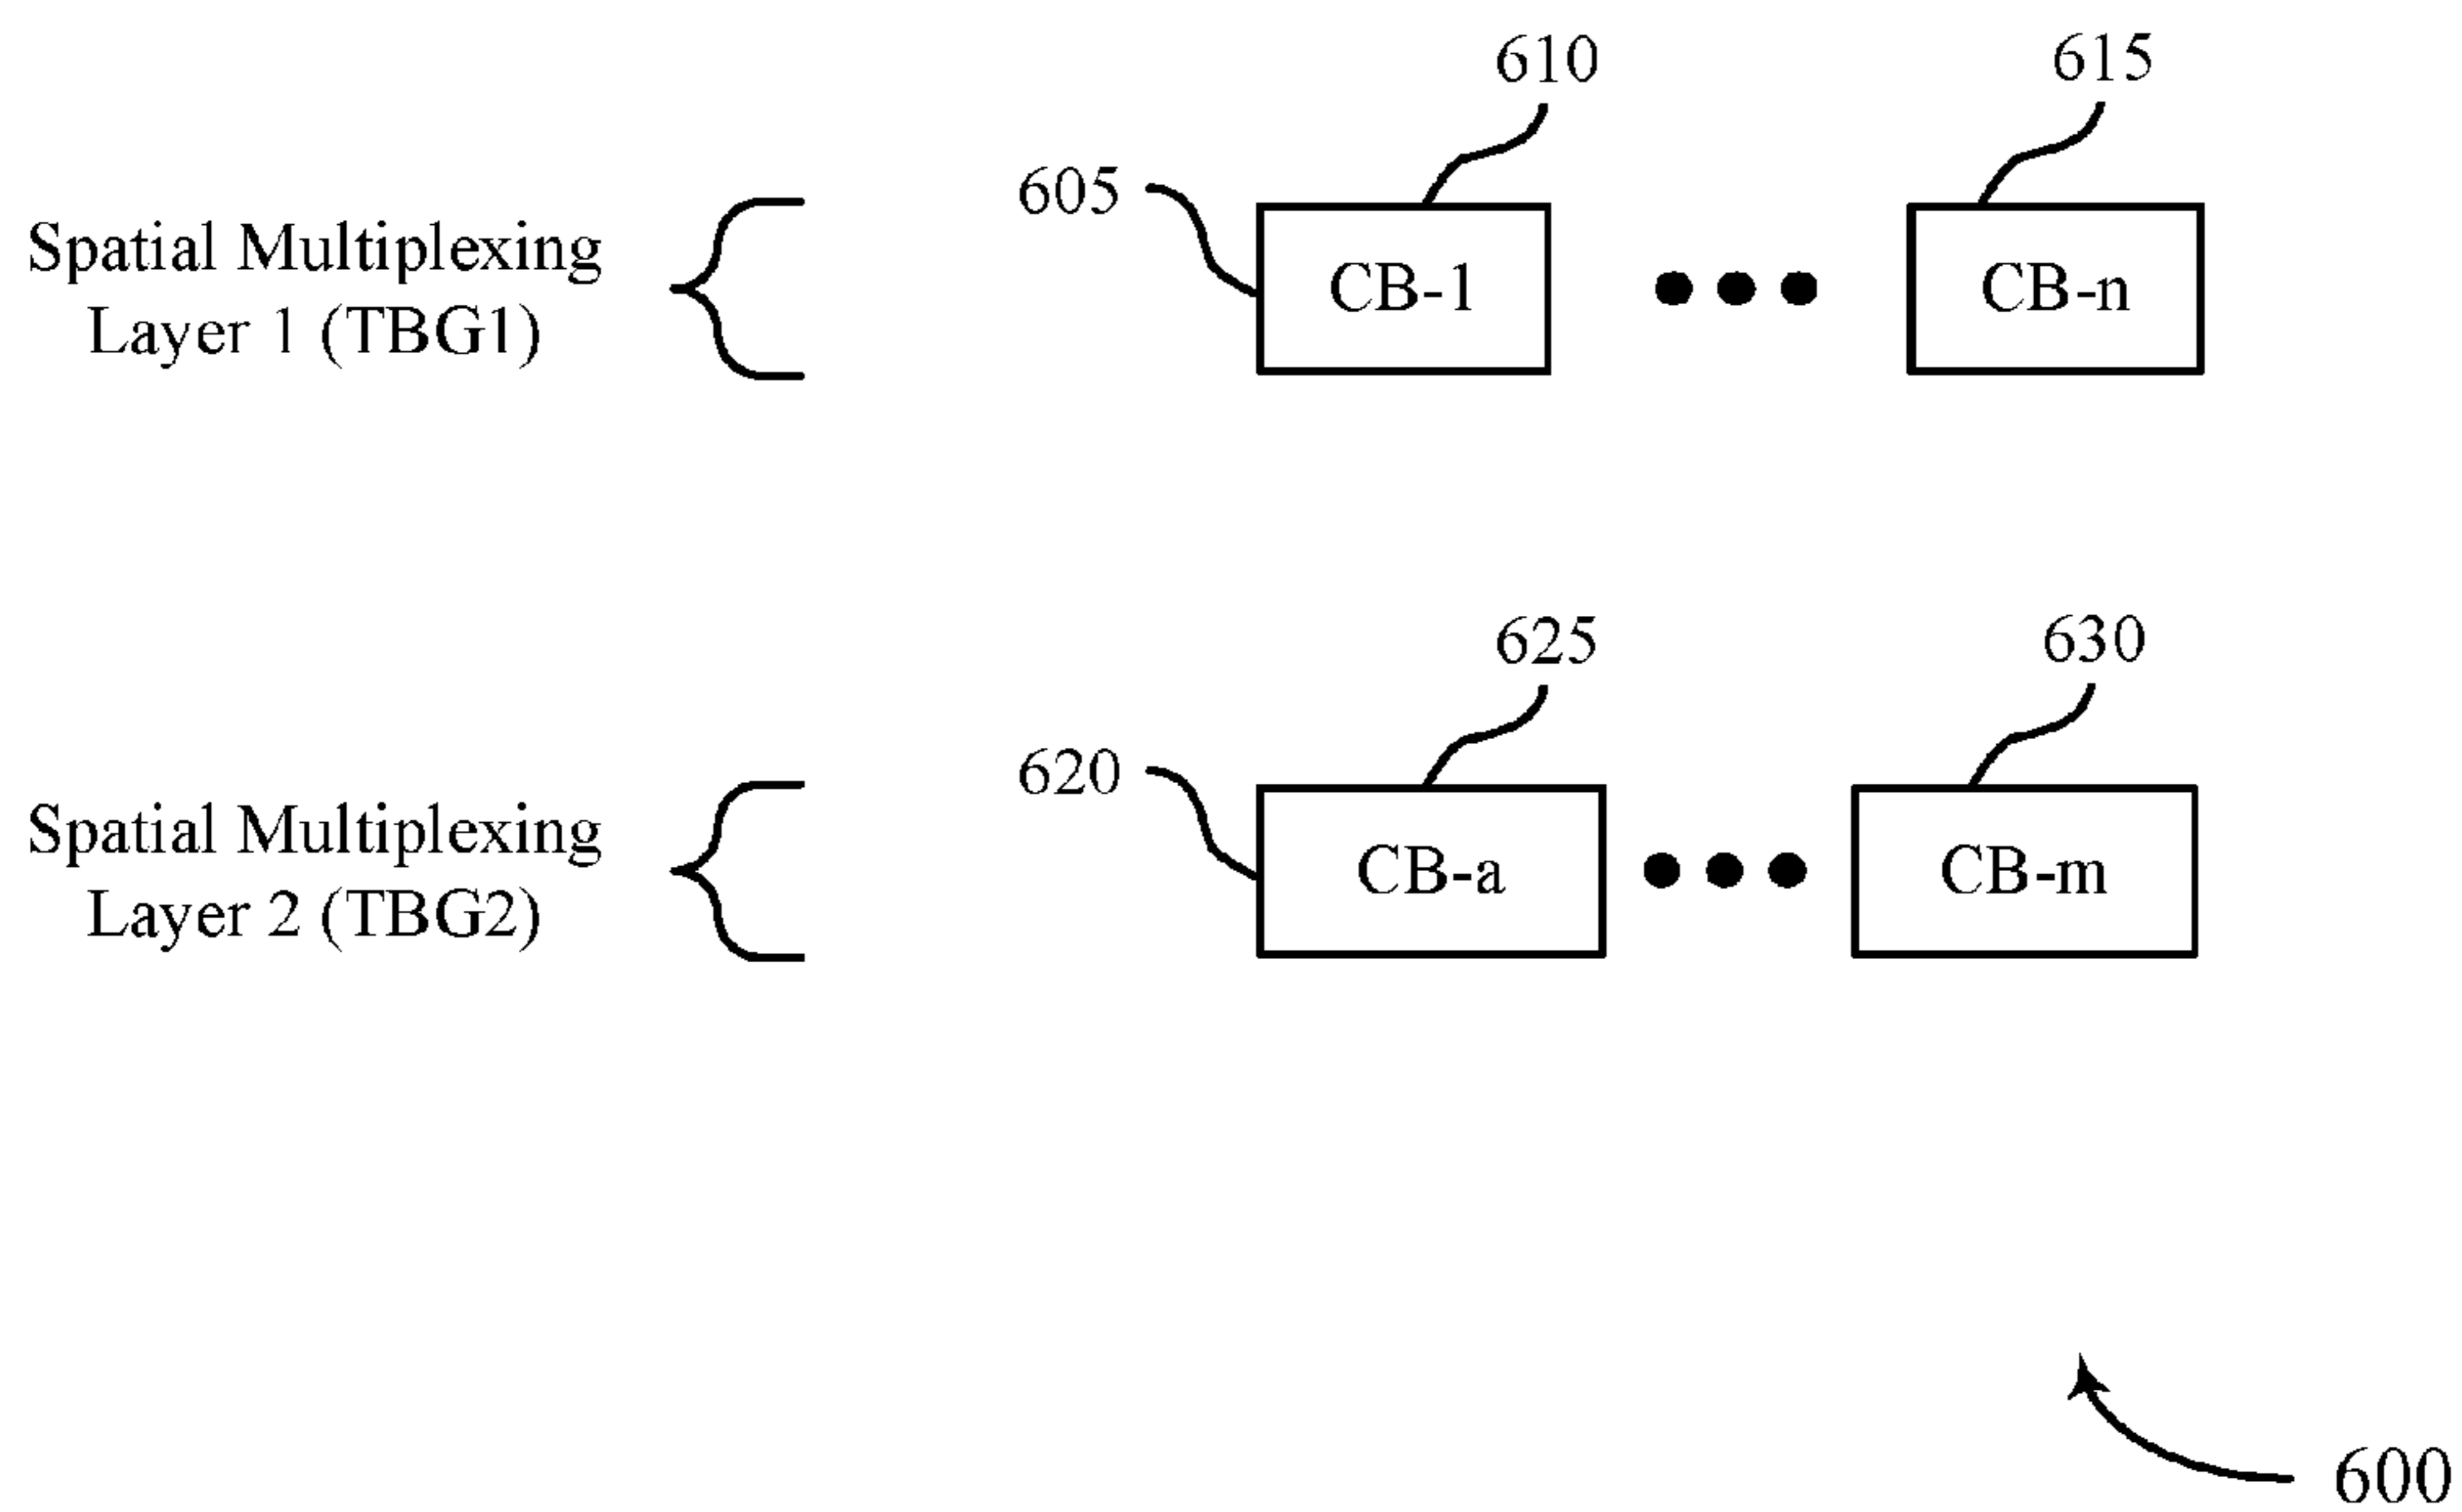 610
615
605
Spatial Multiplexing
Layer 1 (TBG1)
CB-1
CB-n
625
630
620
Spatial Multiplexing
Layer 2 (TBG2)
CB-a
CB-m
600